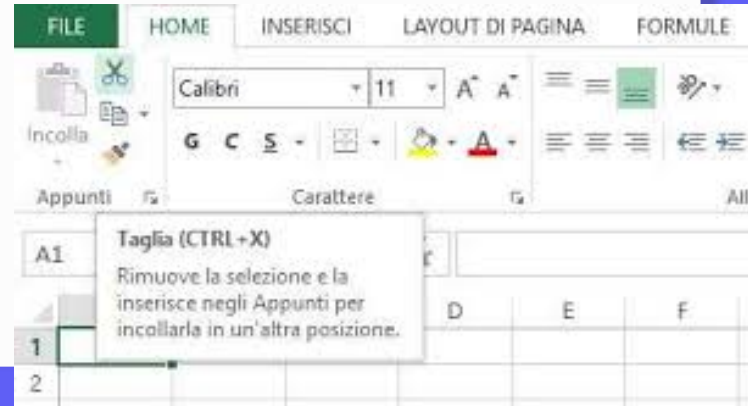 FILE HOME INSERISCI LAYOUT DI PAGINA FORMULE
Calibri 11 A A
Incolla
G C S A
Appunti Carattere
A1
Taglia (CTRL+X)
Rimuove la selezione e la
inserisce negli Appunti per
incollarla in un'altra posizione.
D E F
1
2